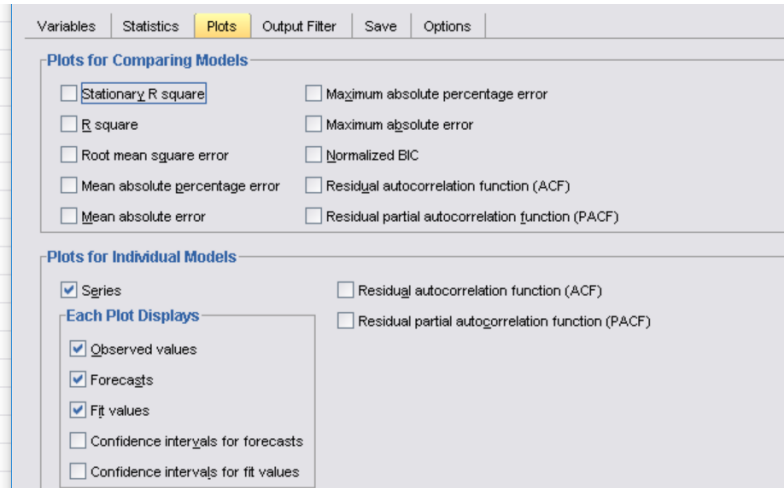 Variables Statistics Plots Output Filter Save Options
Plots for Comparing Models
Stationary R square Maximum absolute percentage error
R square Maximum absolute error
Root mean square error Normalized BIC
Mean absolute percentage error Residual autocorrelation function (ACF)
Mean absolute error Residual partial autocorrelation function (PACF)
Plots for Individual Models
Series Residual autocorrelation function (ACF)
Each Plot Displays Residual partial autocorrelation function (PACF)
Observed values
Forecasts
Fit values
Confidence intervals for forecasts
Confidence intervals for fit values